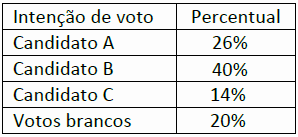 Intenção de voto Percentual
Candidato A 26%
Candidato B 40%
Candidato C 14%
Votos brancos 20%